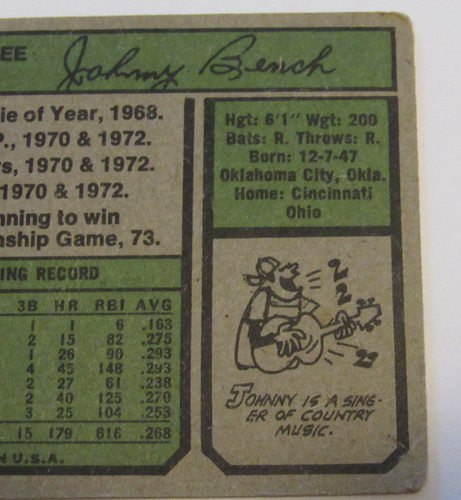 EE Johnny Bench
ie of Year, 1968.
P., 1970 & 1972.
rs, 1970 & 1972.
1970 & 1972.
nning to win
nship Game, 73.
Hgt: 6'1" Wgt: 200
Bats: R. Throws: R.
Born: 12-7-47
Oklahoma City, Okla.
Home: Cincinnati
Ohio
ING RECORD
3B HR RBI AVG
1 1 6 .163
2 15 82 .275
1 26 90 .293
4 45 148 .293
2 27 61 .238
2 40 125 .270
3 25 104 .253
15 179 616 .268
N U.S.A.
JOHNNY IS A SING-
ER OF COUNTRY
MUSIC.